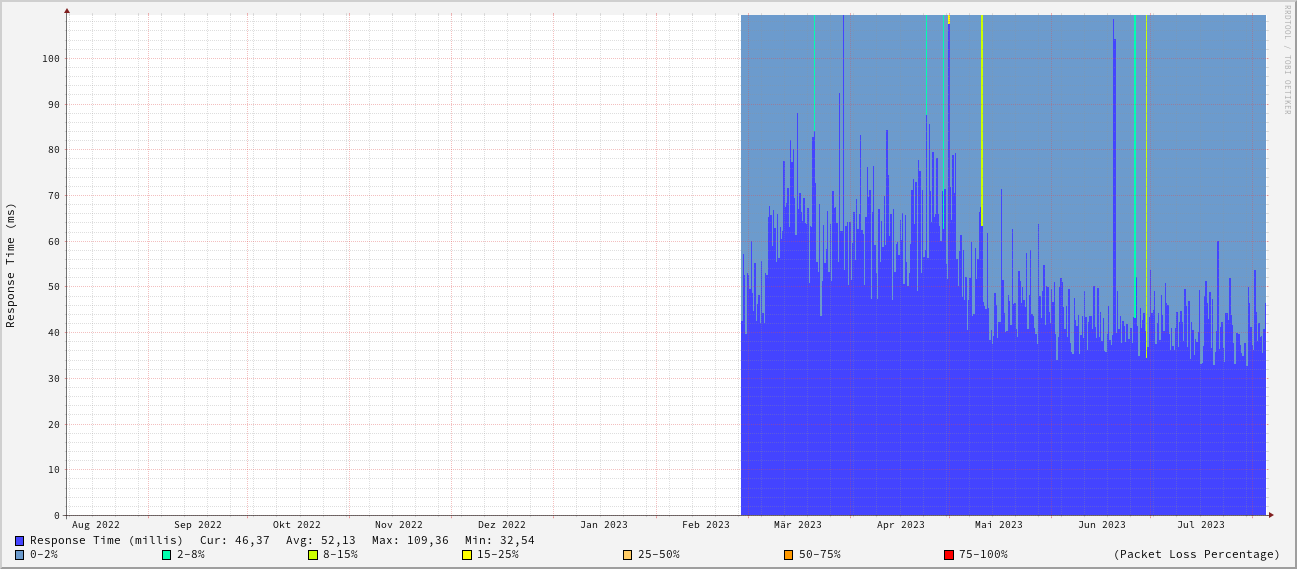 RRDTOOL / TOBI OETIKER
Response Time (ms)
100
90
80
70
60
50
40
30
20
10
0
Aug 2022 Sep 2022 Okt 2022 Nov 2022 Dez 2022 Jan 2023 Feb 2023 Mär 2023 Apr 2023 Mai 2023 Jun 2023 Jul 2023
Response Time (millis) Cur: 46,37 Avg: 52,13 Max: 109,36 Min: 32,54
0-2% 2-8% 8-15% 15-25% 25-50% 50-75% 75-100% (Packet Loss Percentage)